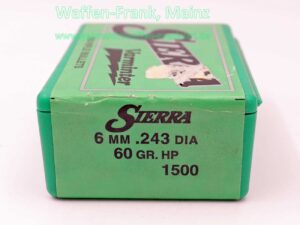 Waffen-Frank, Mainz
SIERRA
Varminter
SIERRA
6 MM .243 DIA
60 GR. HP
1500